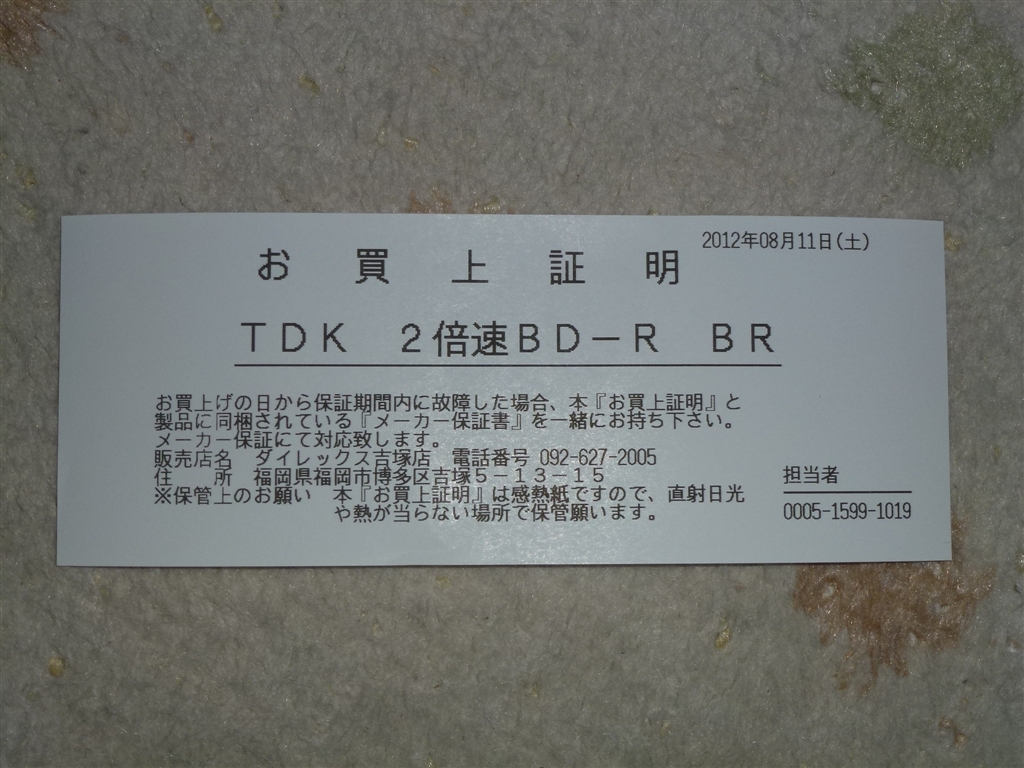 2012年08月11日(土)
お買上証明
TDK 2倍速BD-R BR
お買上げの日から保証期間内に故障した場合、本『お買上証明』と
製品に同梱されている『メーカー保証書』を一緒にお持ち下さい。
メーカー保証にて対応致します。
販売店名 ダイレックス吉塚店 電話番号 092-627-2005
住 所 福岡県福岡市博多区吉塚5-13-15
※保管上のお願い 本『お買上証明』は感熱紙ですので、直射日光
や熱が当らない場所で保管願います。
担当者
0005-1599-1019